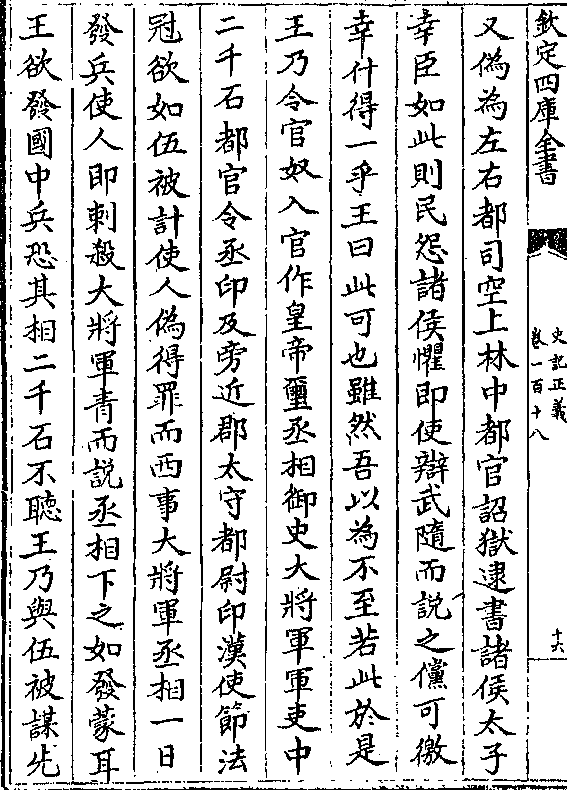 欽定四庫全書
史記正義
卷一百十八
十六
又偽為左右都司空上林中都官詔獄逮書諸侯太子
幸臣如此則民怨諸侯懼即使辯武隨而説之儻可徼
幸什得一乎王曰此可也雖然吾以為不至若此於是
王乃令官奴入宫作皇帝璽丞相御史大將軍軍吏中
二千石都官令丞印及旁近郡太守都尉印漢使節法
冠欲如伍被計使人偽得罪而西事大將軍丞相一日
發兵使人即刺殺大將軍青而説丞相下之如發蒙耳
王欲發國中兵恐其相二千石不聽王乃與伍被謀先